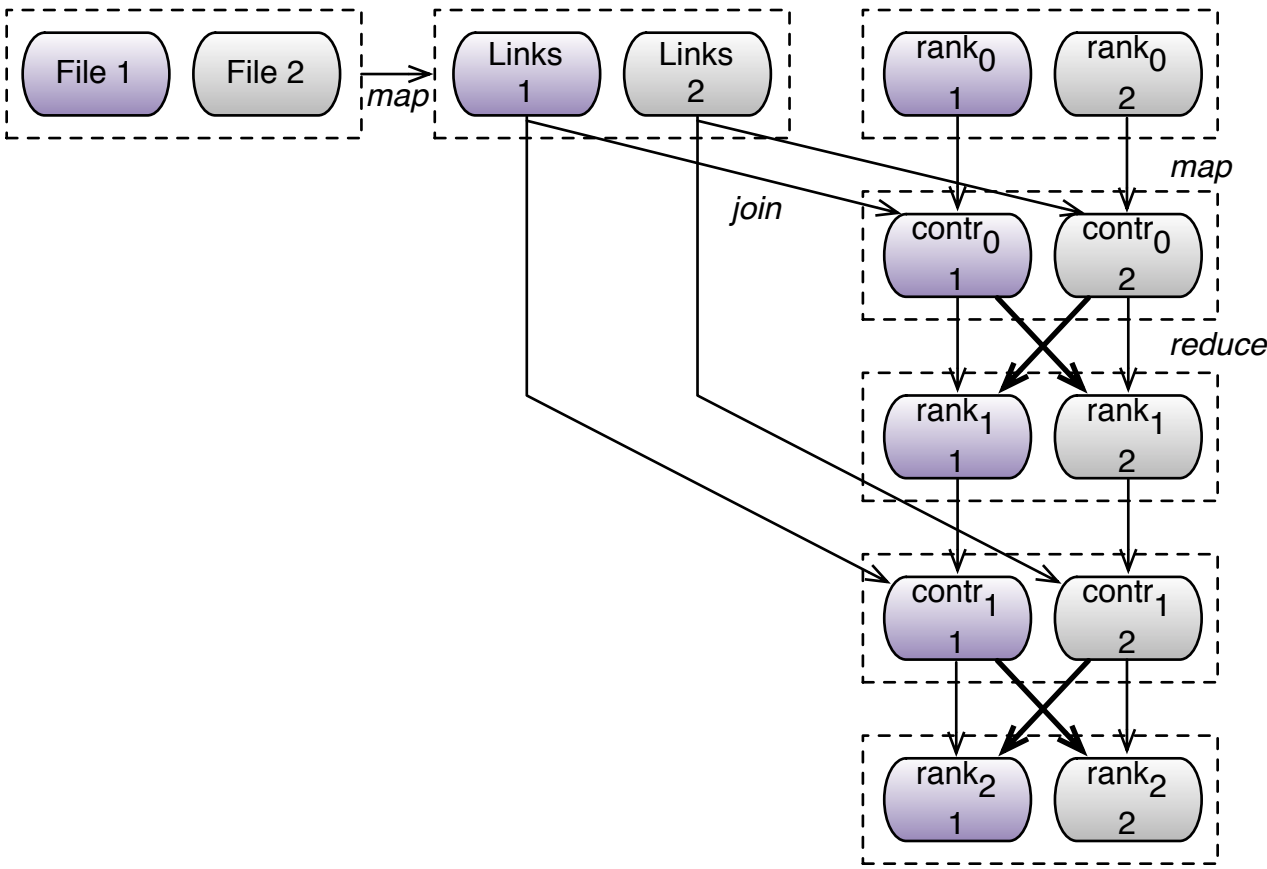 File 1
File 2
map
Links
1
Links
2
rank₀
1
rank₀
2
map
join
contr₀
1
contr₀
2
reduce
rank₁
1
rank₁
2
contr₁
1
contr₁
2
rank₂
1
rank₂
2